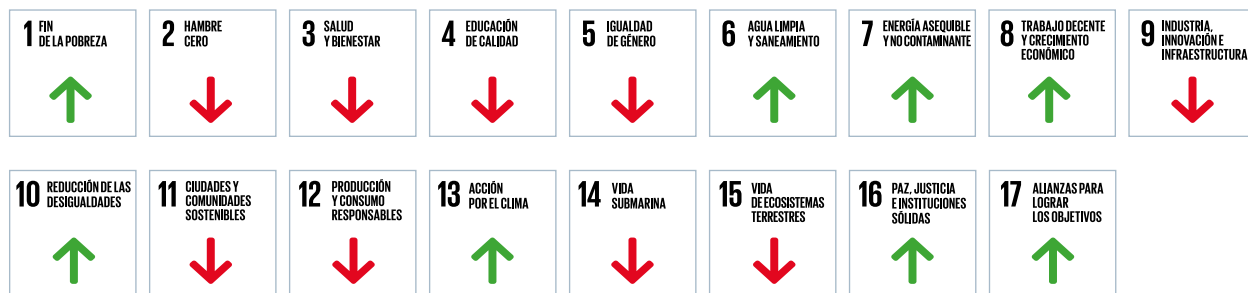 1 FIN
DE LA POBREZA
2 HAMBRE
CERO
3 SALUD
Y BIENESTAR
4 EDUCACIÓN
DE CALIDAD
5 IGUALDAD
DE GÉNERO
6 AGUA LIMPIA
Y SANEAMIENTO
7 ENERGÍA ASEQUIBLE
Y NO CONTAMINANTE
8 TRABAJO DECENTE
Y CRECIMIENTO
ECONÓMICO
9 INDUSTRIA,
INNOVACIÓN E
INFRAESTRUCTURA
10 REDUCCIÓN DE LAS
DESIGUALDADES
11 CIUDADES Y
COMUNIDADES
SOSTENIBLES
12 PRODUCCIÓN
Y CONSUMO
RESPONSABLES
13 ACCIÓN
POR EL CLIMA
14 VIDA
SUBMARINA
15 VIDA
DE ECOSISTEMAS
TERRESTRES
16 PAZ, JUSTICIA
E INSTITUCIONES
SÓLIDAS
17 ALIANZAS PARA
LOGRAR
LOS OBJETIVOS